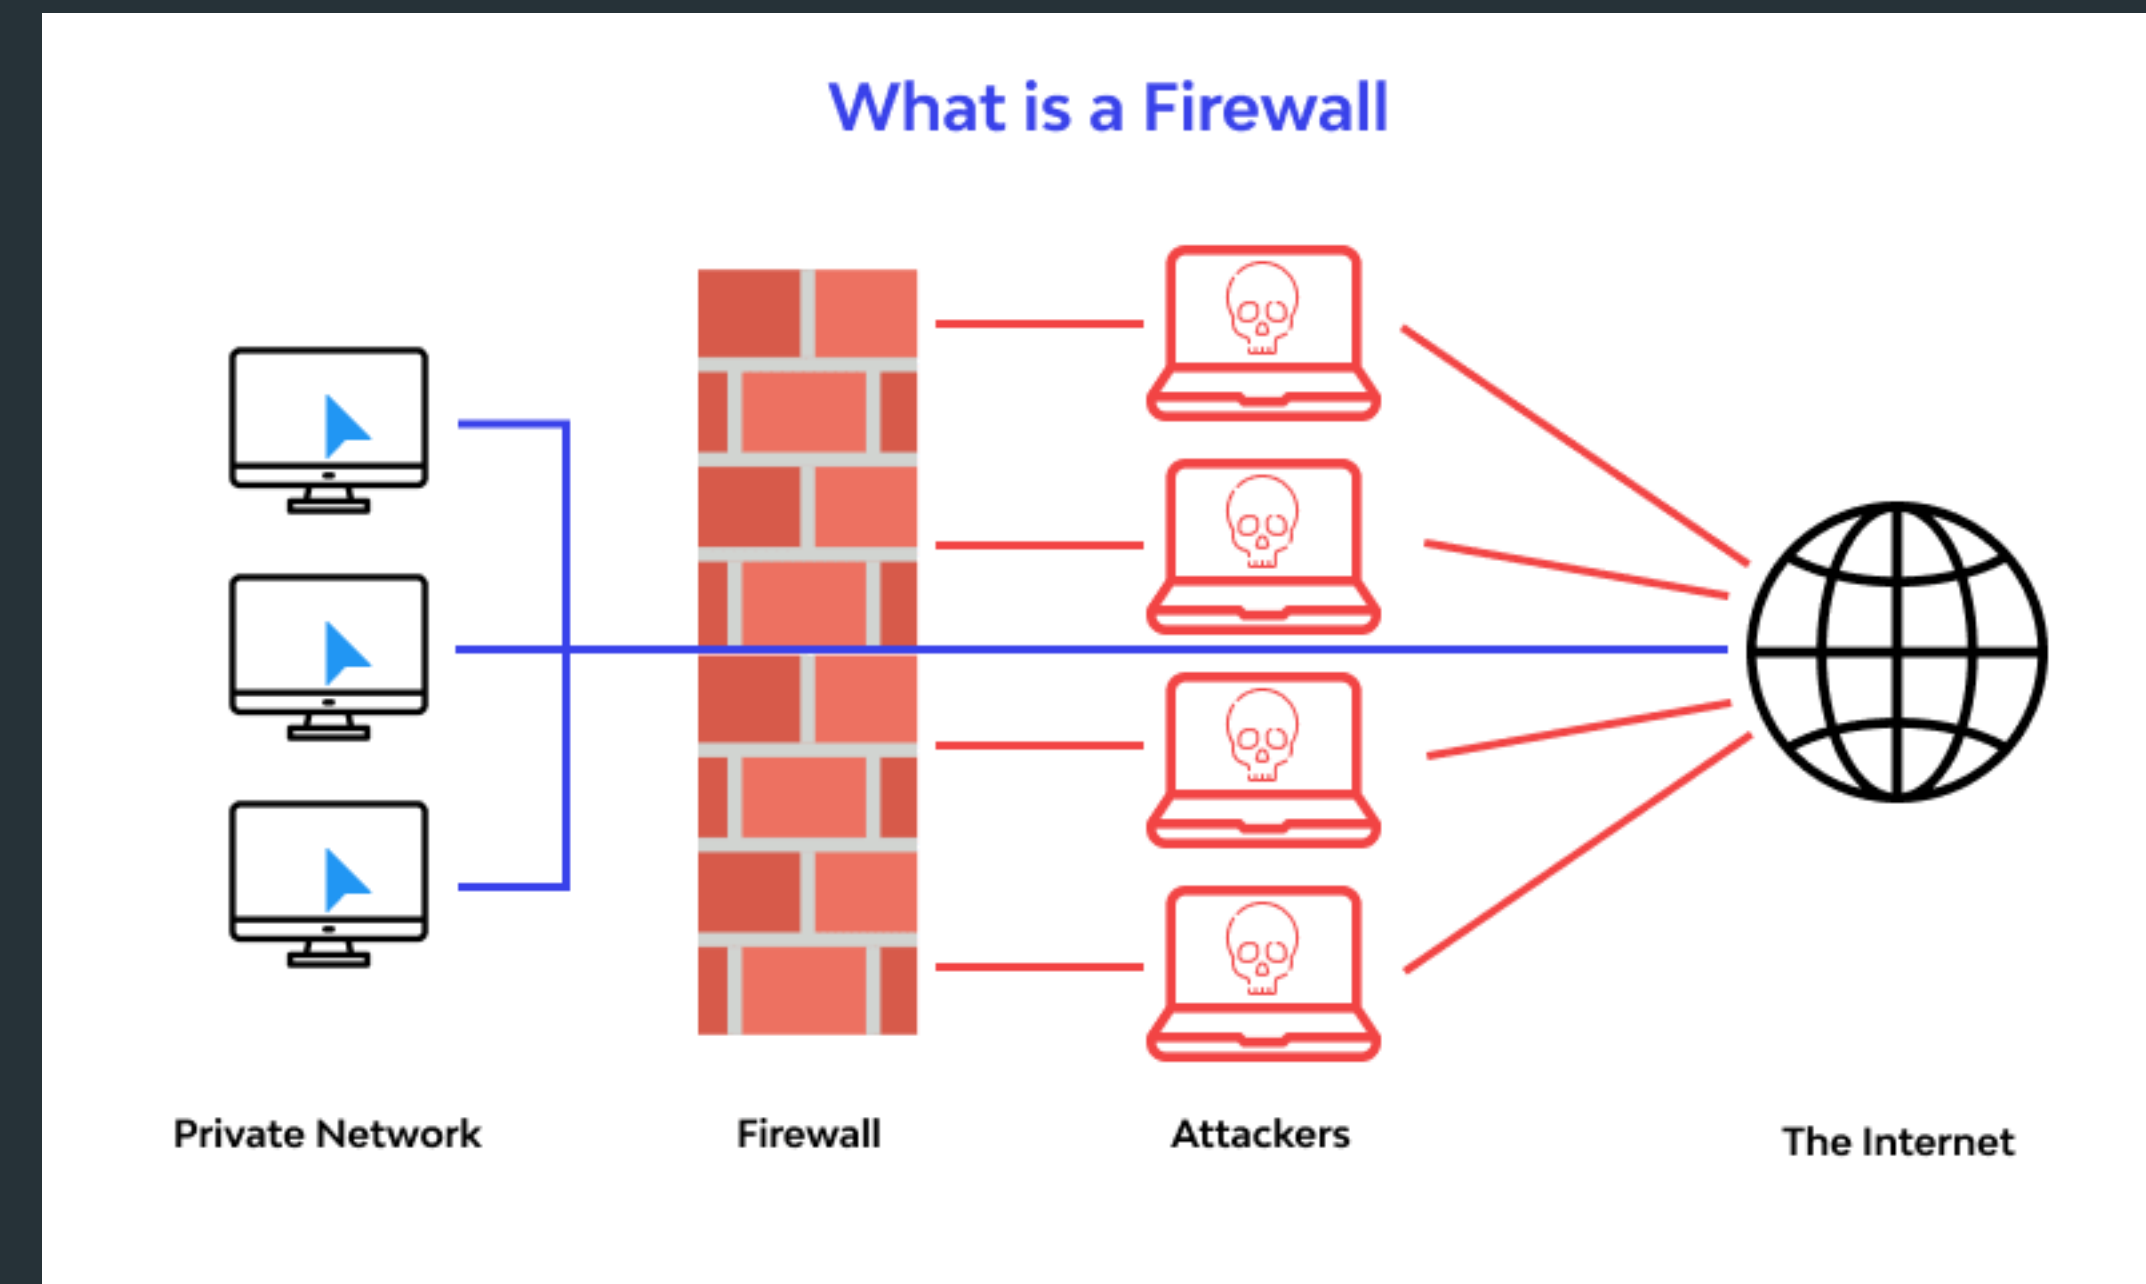 What is a Firewall
Private Network
Firewall
Attackers
The Internet